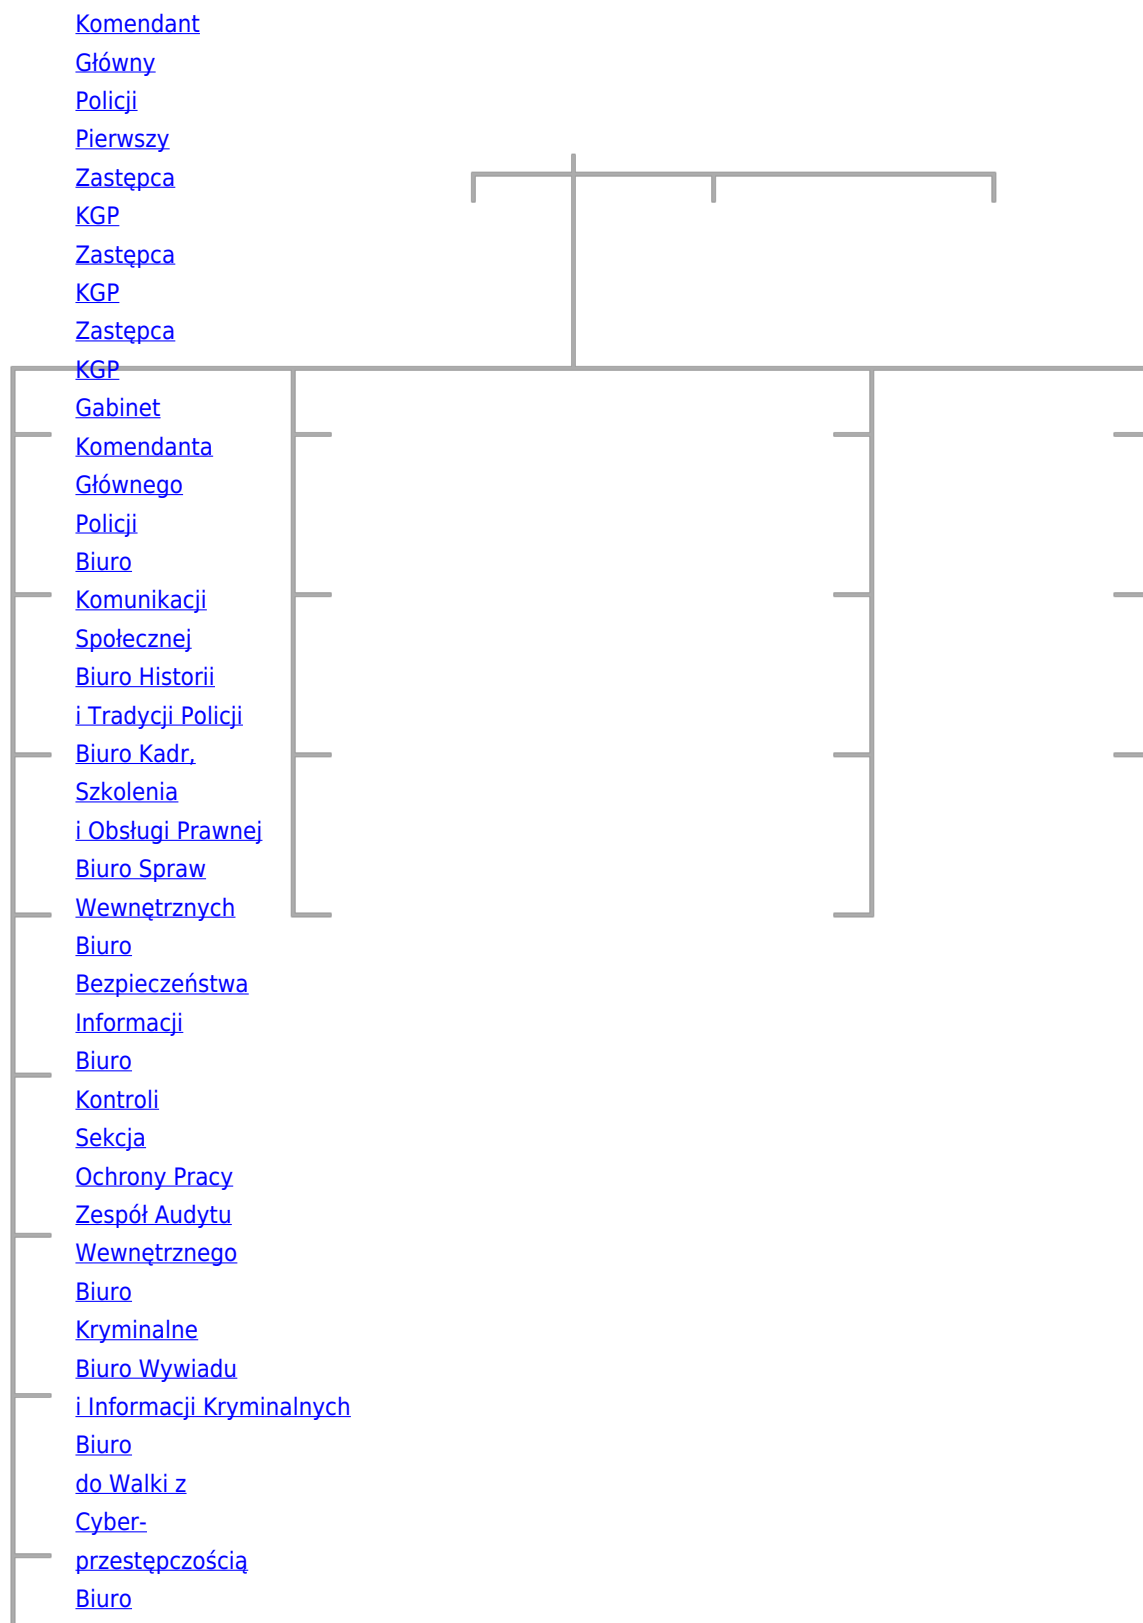 Komendant
Główny
Policji
Pierwszy
Zastępca
KGP
Zastępca
KGP
Zastępca
KGP
Gabinet
Komendanta
Głównego
Policji
Biuro
Komunikacji
Społecznej
Biuro Historii
i Tradycji Policji
Biuro Kadr,
Szkolenia
i Obsługi Prawnej
Biuro Spraw
Wewnętrznych
Biuro
Bezpieczeństwa
Informacji
Biuro
Kontroli
Sekcja
Ochrony Pracy
Zespół Audytu
Wewnętrznego
Biuro
Kryminalne
Biuro Wywiadu
i Informacji Kryminalnych
Biuro
do Walki z
Cyber-
przestępczością
Biuro